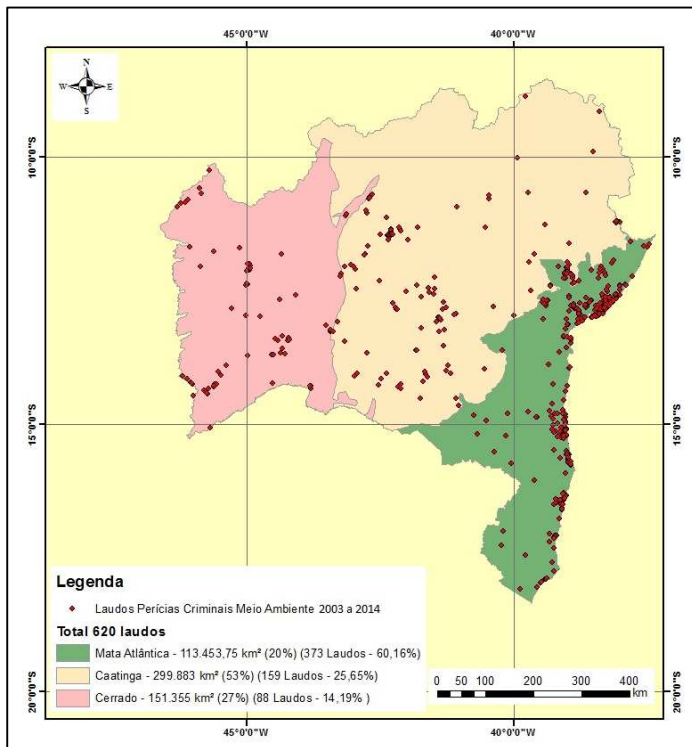 45°0'0"W 40°0'0"W
N
W E
S
10°0'0"S 10°0'0"S
15°0'0"S 15°0'0"S
Legenda
Laudos Perícias Criminais Meio Ambiente 2003 a 2014
Total 620 laudos
Mata Atlântica - 113.453,75 km² (20%) (373 Laudos - 60,16%)
Caatinga - 299.883 km² (53%) (159 Laudos - 25,65%)
Cerrado - 151.355 km² (27%) (88 Laudos - 14,19% )
0 50 100 200 300 400
km
20°0'0"S 20°0'0"S
45°0'0"W 40°0'0"W